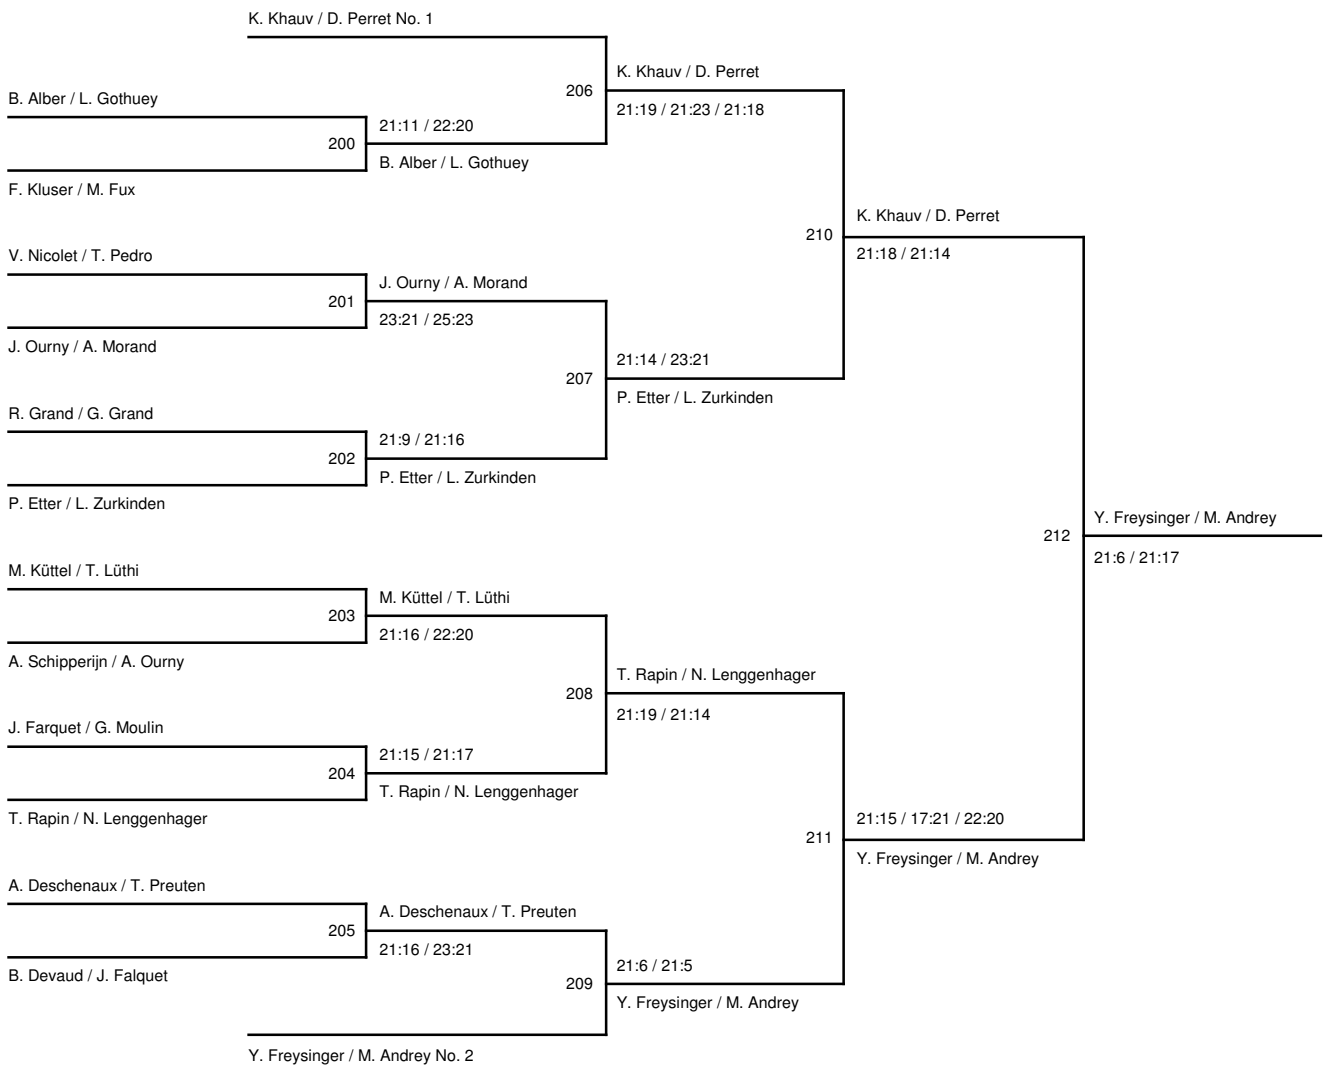 K. Khauv / D. Perret No. 1
K. Khauv / D. Perret
206
B. Alber / L. Gothuey
21:19 / 21:23 / 21:18
21:11 / 22:20
200
B. Alber / L. Gothuey
F. Kluser / M. Fux
K. Khauv / D. Perret
210
V. Nicolet / T. Pedro
21:18 / 21:14
J. Ourny / A. Morand
201
23:21 / 25:23
J. Ourny / A. Morand
21:14 / 23:21
207
P. Etter / L. Zurkinden
R. Grand / G. Grand
21:9 / 21:16
202
P. Etter / L. Zurkinden
P. Etter / L. Zurkinden
Y. Freysinger / M. Andrey
212
21:6 / 21:17
M. Küttel / T. Lüthi
M. Küttel / T. Lüthi
203
21:16 / 22:20
A. Schipperijn / A. Ourny
T. Rapin / N. Lenggenhager
208
21:19 / 21:14
J. Farquet / G. Moulin
21:15 / 21:17
204
T. Rapin / N. Lenggenhager
T. Rapin / N. Lenggenhager
21:15 / 17:21 / 22:20
211
Y. Freysinger / M. Andrey
A. Deschenaux / T. Preuten
A. Deschenaux / T. Preuten
205
21:16 / 23:21
B. Devaud / J. Falquet
21:6 / 21:5
209
Y. Freysinger / M. Andrey
Y. Freysinger / M. Andrey No. 2